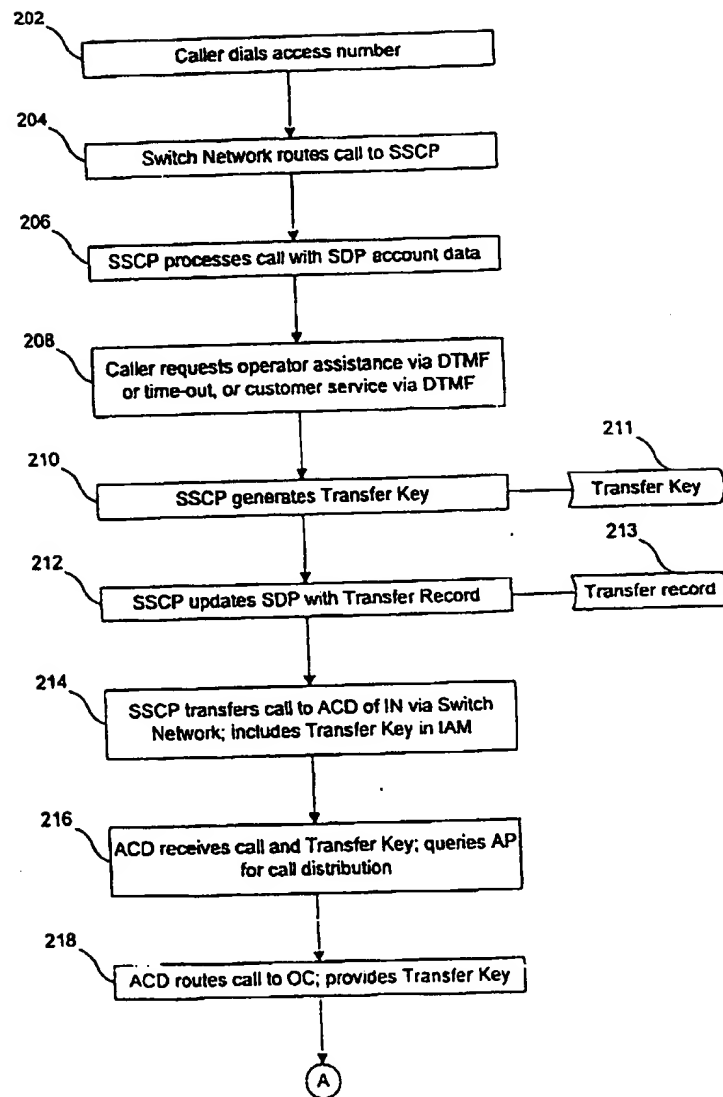 202
Caller dials access number
204
Switch Network routes call to SSCP
206
SSCP processes call with SDP account data
208
Caller requests operator assistance via DTMF
or time-out, or customer service via DTMF
210
SSCP generates Transfer Key
211
Transfer Key
212
SSCP updates SDP with Transfer Record
213
Transfer record
214
SSCP transfers call to ACD of IN via Switch
Network; includes Transfer Key in IAM
216
ACD receives call and Transfer Key; queries AP
for call distribution
218
ACD routes call to OC; provides Transfer Key
A